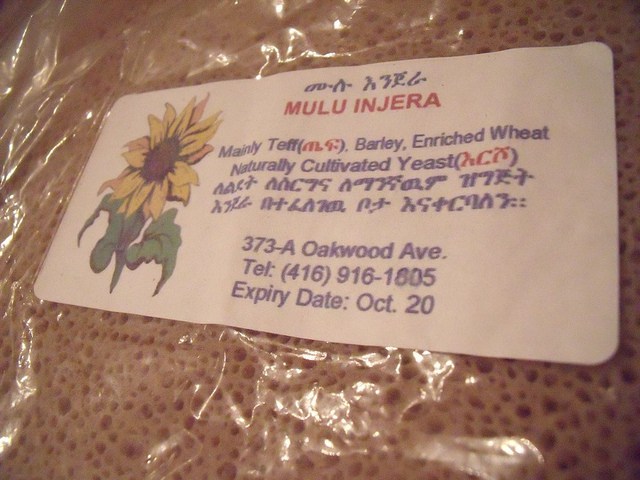 ሙሉ እንጀራ
MULU INJERA
Mainly Teff(ጤፍ), Barley, Enriched Wheat
Naturally Cultivated Yeast(እርሾ)
ለልደት ለሰርግና ለማንኛዉም ዝግጅት
እንጀራ በተፈለገዉ ቦታ እናቀርባለን።
373-A Oakwood Ave.
Tel: (416) 916-1805
Expiry Date: Oct. 20